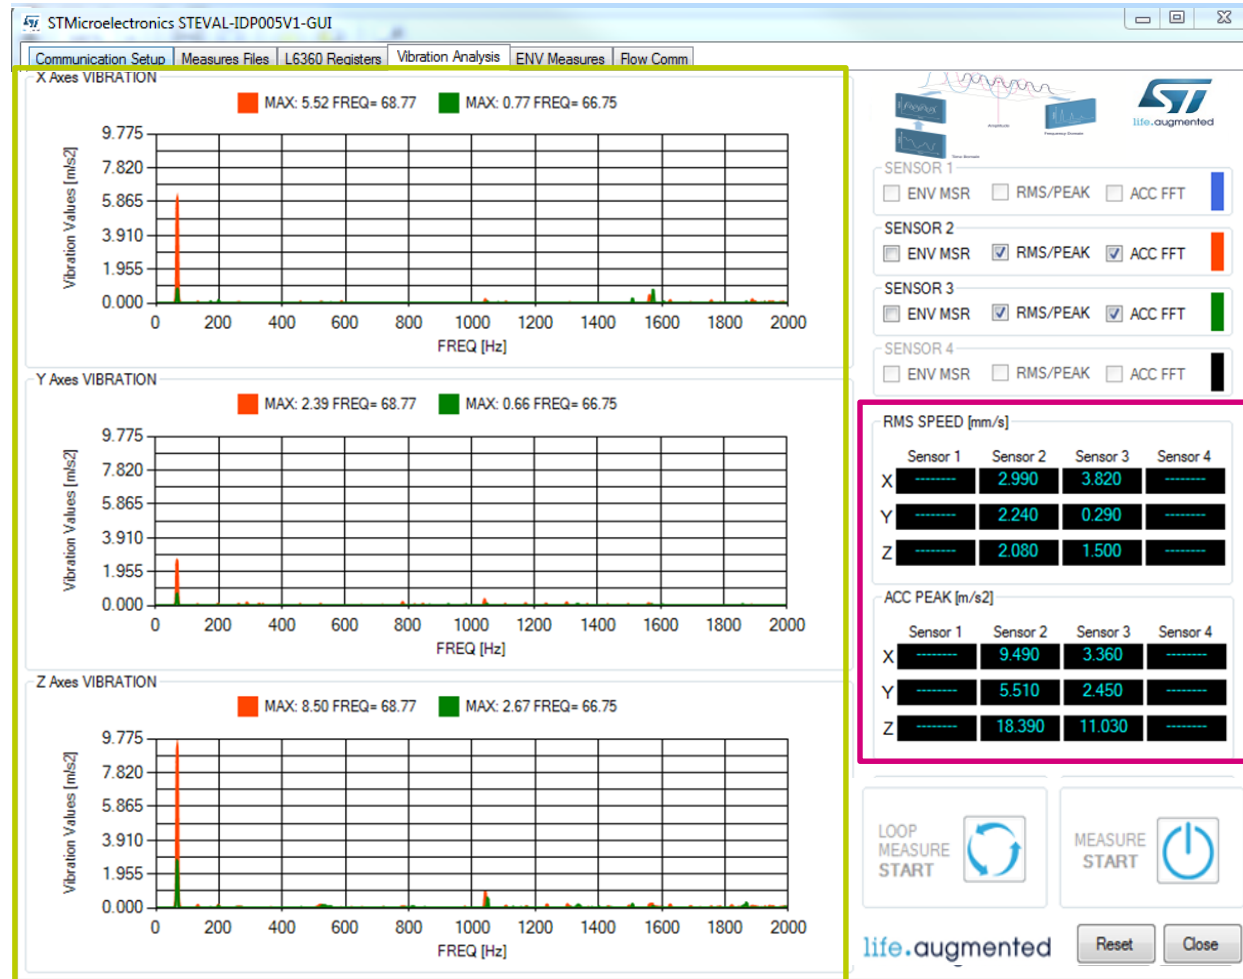 STMicroelectronics STEVAL-IDP005V1-GUI
Communication Setup Measures Files L6360 Registers Vibration Analysis ENV Measures Flow Comm
X Axes VIBRATION
MAX: 5.52 FREQ= 68.77 MAX: 0.77 FREQ= 66.75
Vibration Values [m/s2]
9.775
7.820
5.865
3.910
1.955
0.000
0 200 400 600 800 1000 1200 1400 1600 1800 2000
FREQ [Hz]
Y Axes VIBRATION
MAX: 2.39 FREQ= 68.77 MAX: 0.66 FREQ= 66.75
Vibration Values [m/s2]
9.775
7.820
5.865
3.910
1.955
0.000
0 200 400 600 800 1000 1200 1400 1600 1800 2000
FREQ [Hz]
Z Axes VIBRATION
MAX: 8.50 FREQ= 68.77 MAX: 2.67 FREQ= 66.75
Vibration Values [m/s2]
9.775
7.820
5.865
3.910
1.955
0.000
0 200 400 600 800 1000 1200 1400 1600 1800 2000
FREQ [Hz]
Amplitude
Frequency Domain
Time Domain
ST
life.augmented
SENSOR 1
ENV MSR RMS/PEAK ACC FFT
SENSOR 2
ENV MSR RMS/PEAK ACC FFT
SENSOR 3
ENV MSR RMS/PEAK ACC FFT
SENSOR 4
ENV MSR RMS/PEAK ACC FFT
RMS SPEED [mm/s]
Sensor 1 Sensor 2 Sensor 3 Sensor 4
X -------- 2.990 3.820 --------
Y -------- 2.240 0.290 --------
Z -------- 2.080 1.500 --------
ACC PEAK [m/s2]
Sensor 1 Sensor 2 Sensor 3 Sensor 4
X -------- 9.490 3.360 --------
Y -------- 5.510 2.450 --------
Z -------- 18.390 11.030 --------
LOOP
MEASURE
START
MEASURE
START
life.augmented
Reset Close